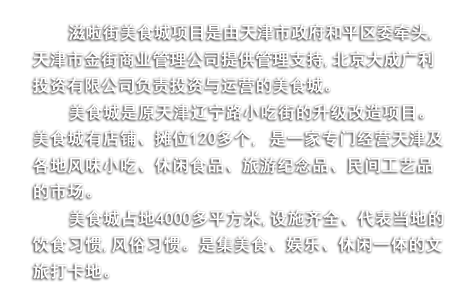 滋啦街美食城项目是由天津市政府和平区委牵头,
天津市金街商业管理公司提供管理支持,北京大成广利
投资有限公司负责投资与运营的美食城。
美食城是原天津辽宁路小吃街的升级改造项目。
美食城有店铺、摊位120多个, 是一家专门经营天津及
各地风味小吃、休闲食品、旅游纪念品、民间工艺品
的市场。
美食城占地4000多平方米,设施齐全、代表当地的
饮食习惯,风俗习惯。是集美食、娱乐、休闲一体的文
旅打卡地。